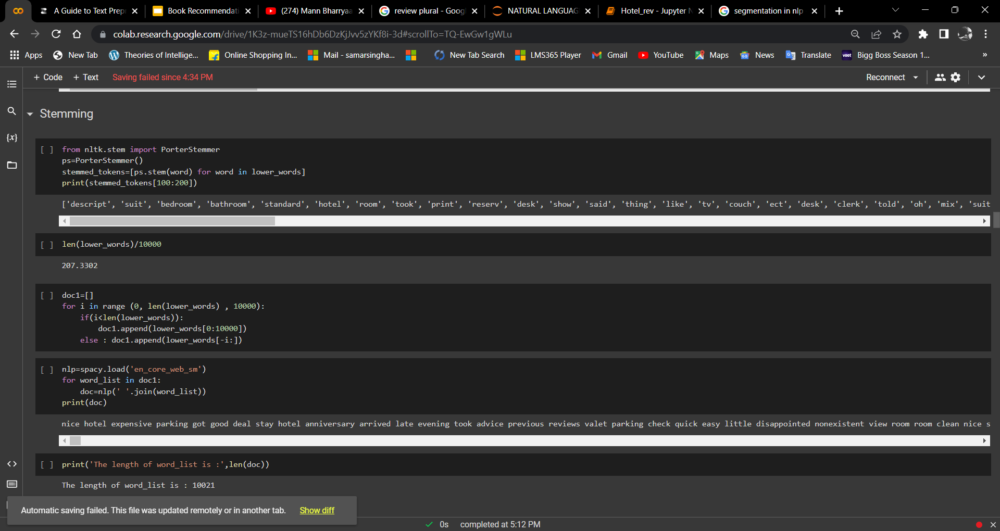 A Guide to Text Prep
Book Recommendati
(274) Mann Bharryaa
review plural - Goog
NATURAL LANGUAG
Hotel_rev - Jupyter N
segmentation in nlp
colab.research.google.com/drive/1K3z-mueTS16hDb6DzKjJvv5zYKf8i-3d#scrollTo=TQ-EwGw1gWLu
Apps
New Tab
Theories of Intellige...
Online Shopping In...
Mail - samarsingha...
New Tab Search
LMS365 Player
Gmail
YouTube
Maps
News
Translate
voot
Bigg Boss Season 1...
»
+ Code + Text Saving failed since 4:34 PM
Reconnect
Stemming
[ ] from nltk.stem import PorterStemmer
ps=PorterStemmer()
stemmed_tokens=[ps.stem(word) for word in lower_words]
print(stemmed_tokens[100:200])
['descript', 'suit', 'bedroom', 'bathroom', 'standard', 'hotel', 'room', 'took', 'print', 'reserv', 'desk', 'show', 'said', 'thing', 'like', 'tv', 'couch', 'ect', 'desk', 'clerk', 'told', 'oh', 'mix', 'suit
[ ] len(lower_words)/10000
207.3302
[ ] doc1=[]
for i in range (0, len(lower_words) , 10000):
if(i<len(lower_words)):
doc1.append(lower_words[0:10000])
else : doc1.append(lower_words[-i:])
[ ] nlp=spacy.load('en_core_web_sm')
for word_list in doc1:
doc=nlp(' '.join(word_list))
print(doc)
nice hotel expensive parking got good deal stay hotel anniversary arrived late evening took advice previous reviews valet parking check quick easy little disappointed nonexistent view room room clean nice s
[ ] print('The length of word_list is :',len(doc))
The length of word_list is : 10021
Automatic saving failed. This file was updated remotely or in another tab. Show diff
0s completed at 5:12 PM